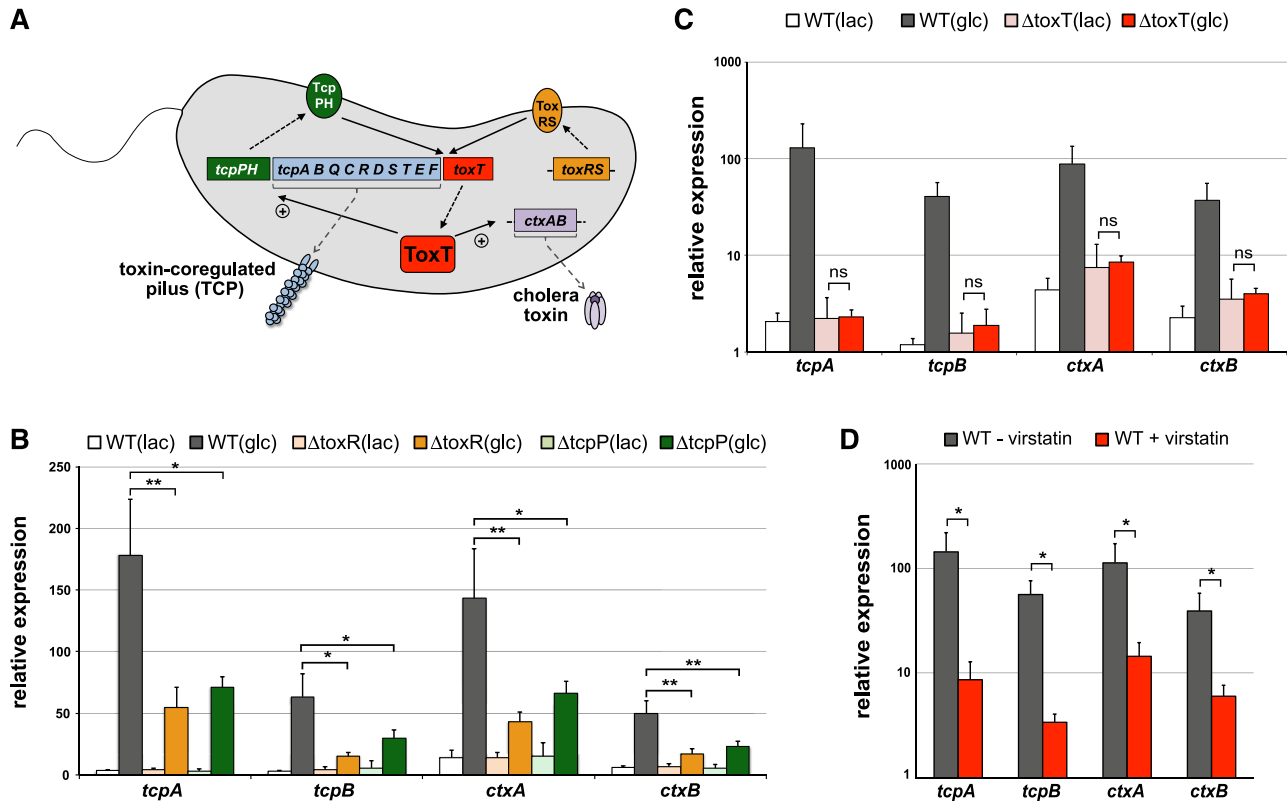 A
Tcp
PH
Tox
RS
tcpPH
tcpA B Q C R D S T E F
toxT
toxRS
+
ctxAB
ToxT
+
toxin-coregulated
pilus (TCP)
cholera
toxin
B
WT(lac) WT(glc) ΔtoxR(lac) ΔtoxR(glc) ΔtcpP(lac) ΔtcpP(glc)
relative expression
250
200
150
100
50
0
* ** * * * ** ** **
tcpA tcpB ctxA ctxB
C
WT(lac) WT(glc) ΔtoxT(lac) ΔtoxT(glc)
relative expression
1000
100
10
1
ns ns ns ns
tcpA tcpB ctxA ctxB
D
WT - virstatin WT + virstatin
relative expression
1000
100
10
1
* * * *
tcpA tcpB ctxA ctxB